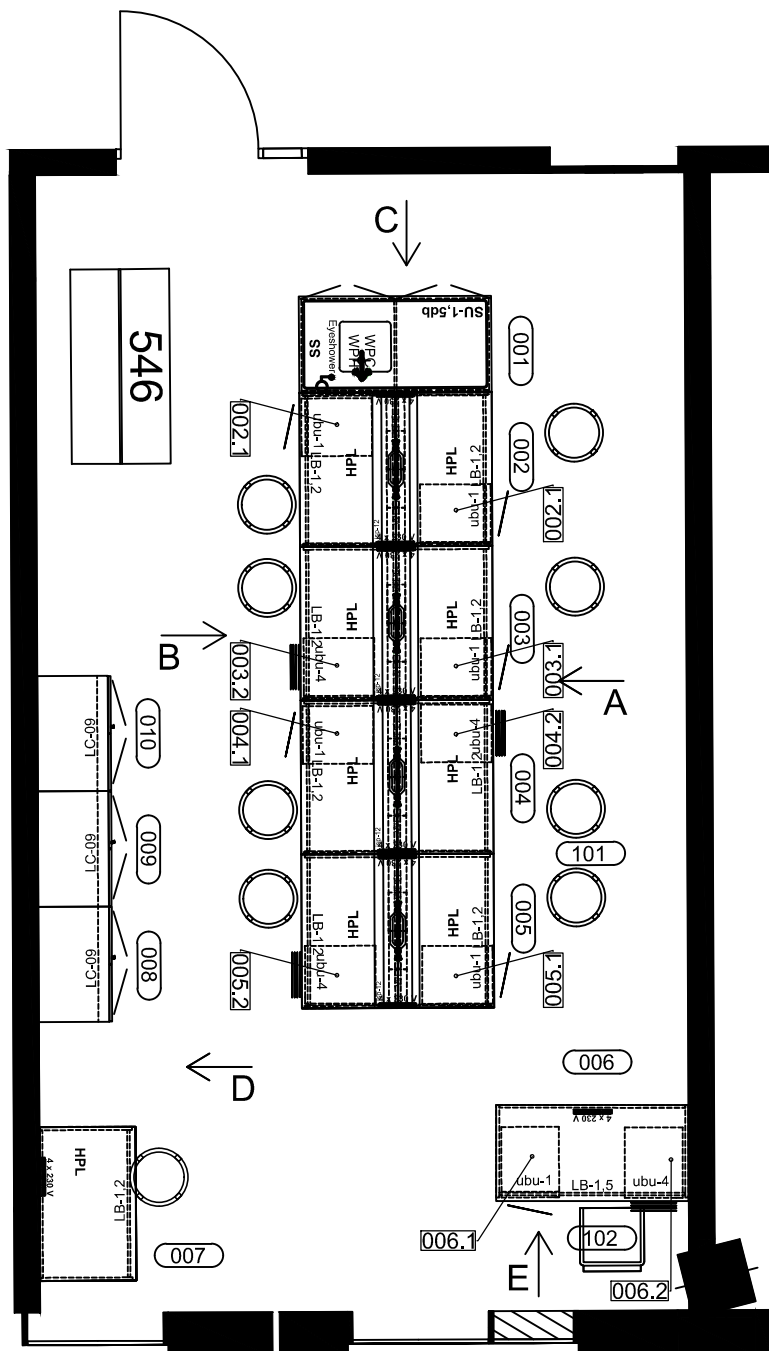 C
546
SU-1,5db
001
Eyeshower
SS
WPC
WPH
002.1
ubu-1
LB-1,2
HPL
HPL
LB-1,2
ubu-1
002
002.1
B
003.2
LB-1,2
ubu-4
HPL
HPL
LB-1,2
ubu-1
003
003.1
A
004.1
ubu-1
LB-1,2
HPL
HPL
ubu-4
LB-1,2
004.2
004
101
010
LC-09
009
LC-09
008
LC-09
005.2
LB-1,2
ubu-4
HPL
HPL
LB-1,2
ubu-1
005
005.1
D
006
4 x 230 V
ubu-1
LB-1,5
ubu-4
HPL
4 x 230 V
LB-1,2
007
006.1
102
E
006.2